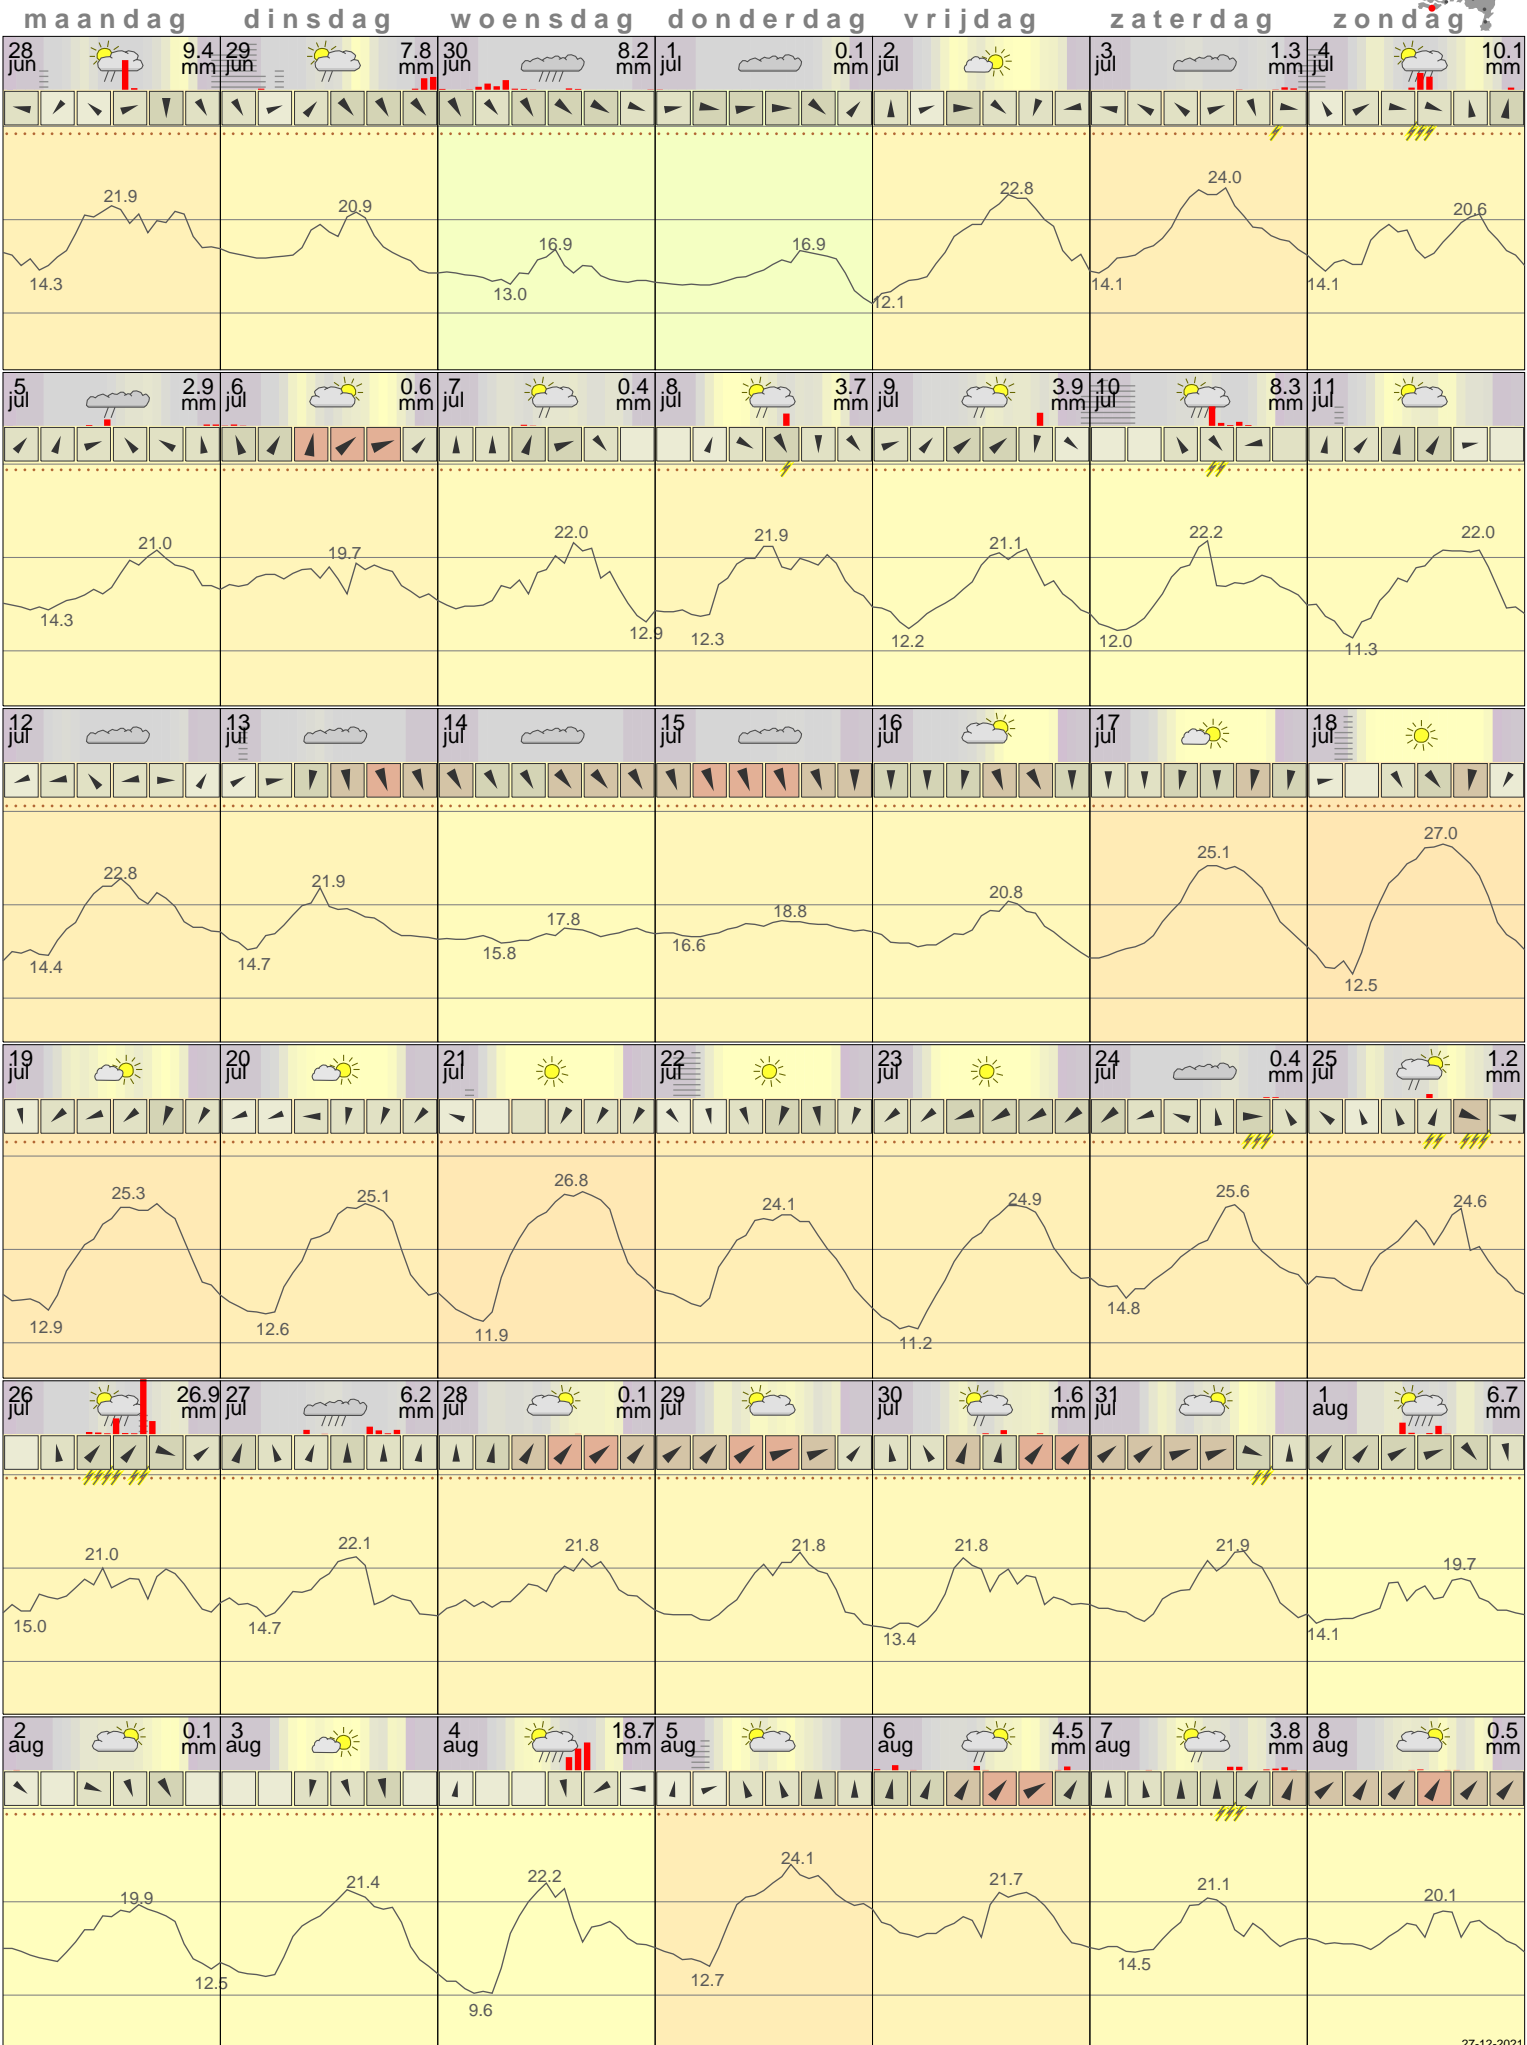 maandag dinsdag woensdag donderdag vrijdag zaterdag zondag
28 9.4 29 7.8 30 8.2 1 0.1 2 3 1.3 4 10.1
jun mm jun mm jun mm jul mm jul jul mm jul mm
21.9 20.9 16.9 16.9 22.8 24.0 20.6
14.3 13.0 12.1 14.1 14.1
5 2.9 6 0.6 7 0.4 8 3.7 9 3.9 10 8.3 11
jul mm jul mm jul mm jul mm jul mm jul mm jul
21.0 19.7 22.0 21.9 21.1 22.2 22.0
14.3 12.9 12.3 12.2 12.0 11.3
12 13 14 15 16 17 18
jul jul jul jul jul jul jul
22.8 21.9 17.8 18.8 20.8 25.1 27.0
14.4 14.7 15.8 16.6 12.5
19 20 21 22 23 24 0.4 25 1.2
jul jul jul jul jul jul mm jul mm
25.3 25.1 26.8 24.1 24.9 25.6 24.6
12.9 12.6 11.9 11.2 14.8
26 26.9 27 6.2 28 0.1 29 30 1.6 31 1 6.7
jul mm jul mm jul mm jul jul mm jul aug mm
21.0 22.1 21.8 21.8 21.8 21.9 19.7
15.0 14.7 13.4 14.1
2 0.1 3 4 18.7 5 6 4.5 7 3.8 8 0.5
aug mm aug aug mm aug aug mm aug mm aug mm
19.9 21.4 22.2 24.1 21.7 21.1 20.1
12.5 9.6 12.7 14.5
27-12-2021